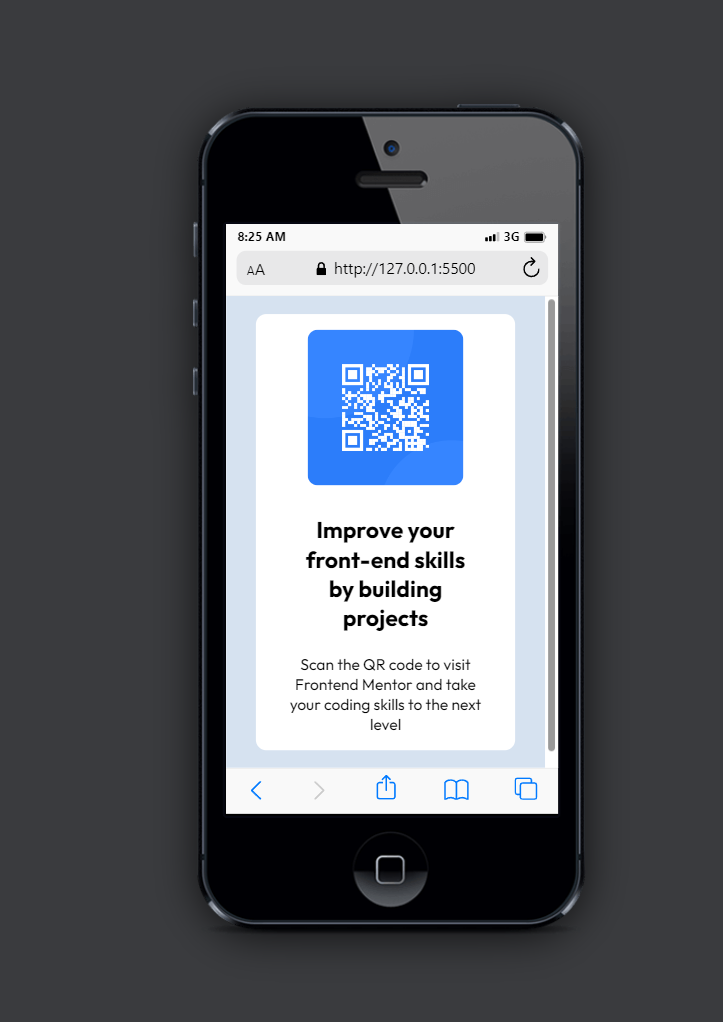 8:25 AM 3G
AA http://127.0.0.1:5500
Improve your
front-end skills
by building
projects
Scan the QR code to visit
Frontend Mentor and take
your coding skills to the next
level